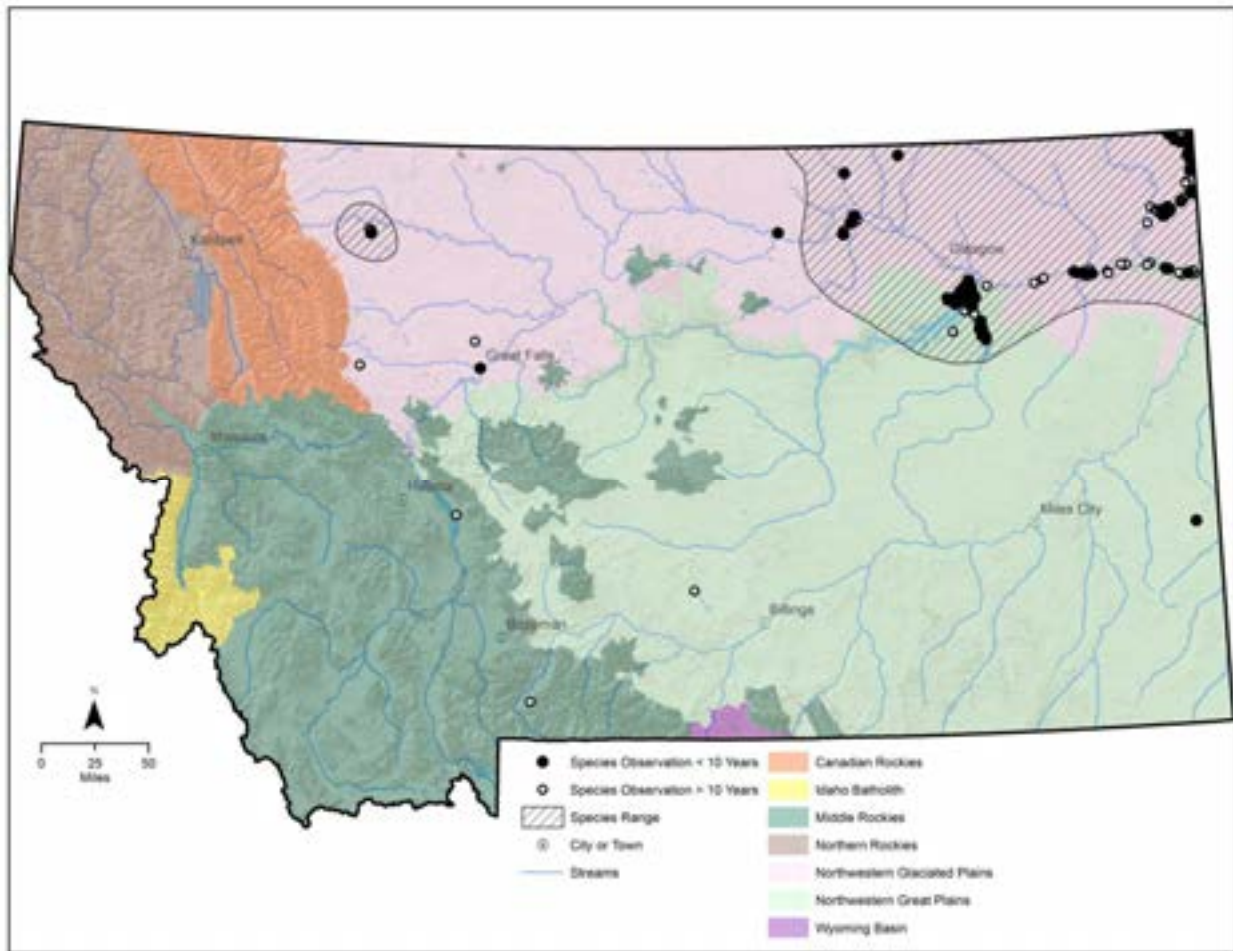 Kalispell
Glasgow
Great Falls
Missoula
Helena
Miles City
Billings
Bozeman
N
0 25 50
Miles
Species Observation < 10 Years
Species Observation > 10 Years
Species Range
City or Town
Streams
Canadian Rockies
Idaho Batholith
Middle Rockies
Northern Rockies
Northwestern Glaciated Plains
Northwestern Great Plains
Wyoming Basin